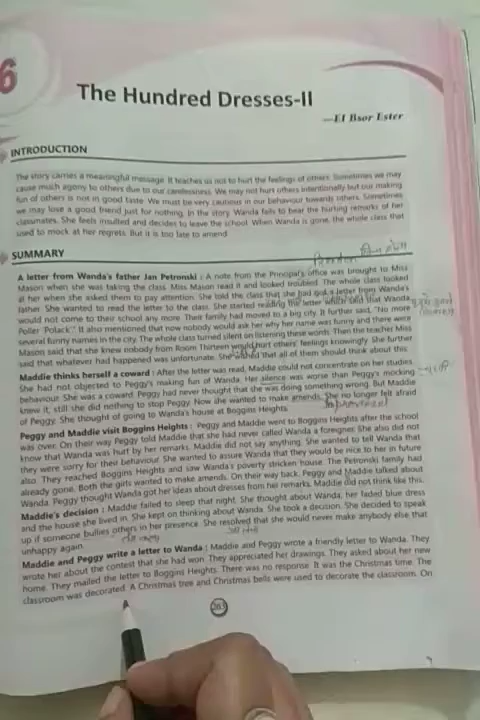 6
The Hundred Dresses-II
—El Bsor Ester
INTRODUCTION
The story carries a meaningful message. It teaches us not to hurt the feelings of others. Sometimes we may
cause much agony to others due to our carelessness. We may not hurt others intentionally but our making
fun of others is not in good taste. We must be very cautious in our behaviour towards others. Sometimes
we may lose a good friend just for nothing. In the story Wanda fails to bear the hurting remarks of her
classmates. She feels insulted and decides to leave the school. When Wanda is gone, the whole class that
used to mock at her regrets. But it is too late to amend.
SUMMARY
A letter from Wanda's father Jan Petronski : A note from the Principal's office was brought to Miss
Mason when she was taking the class. Miss Mason read it and looked troubled. The whole class looked
at her when she asked them to pay attention. She told the class that she had got a letter from Wanda's
father. She wanted to read the letter to the class. She started reading the letter which said that Wanda
would not come to their school any more. Their family had moved to a big city. It further said, "No more
Poller Polack." It also mentioned that now nobody would ask her why her name was funny and there were
several funny names in the city. The whole class turned silent on listening these words. Then the teacher Miss
Mason said that she knew nobody from Room Thirteen would hurt others' feelings knowingly. She further
said that whatever had happened was unfortunate. She wished that all of them should think about this.
Maddie thinks herself a coward : After the letter was read, Maddie could not concentrate on her studies.
She had not objected to Peggy's making fun of Wanda. Her silence was worse than Peggy's mocking
behaviour. She was a coward. Peggy had never thought that she was doing something wrong. But Maddie
knew it, still she did nothing to stop Peggy. Now she wanted to make amends. She no longer felt afraid
of Peggy. She thought of going to Wanda's house at Boggins Heights.
Peggy and Maddie visit Boggins Heights : Peggy and Maddie went to Boggins Heights after the school
was over. On their way Peggy told Maddie that she had never called Wanda a foreigner. She also did not
know that Wanda was hurt by her remarks. Maddie did not say anything. She wanted to tell Wanda that
they were sorry for their behaviour. She wanted to assure Wanda that they would be nice to her in future
also. They reached Boggins Heights and saw Wanda's poverty stricken house. The Petronski family had
already gone. Both the girls wanted to make amends. On their way back, Peggy and Maddie talked about
Wanda. Peggy thought Wanda got her ideas about dresses from her remarks. Maddie did not think like this.
Maddie's decision : Maddie failed to sleep that night. She thought about Wanda, her faded blue dress
and the house she lived in. She kept on thinking about Wanda. She took a decision. She decided to speak
up if someone bullies others in her presence. She resolved that she would never make anybody else that
unhappy again.
Maddie and Peggy write a letter to Wanda : Maddie and Peggy wrote a friendly letter to Wanda. They
wrote her about the contest that she had won. They appreciated her drawings. They asked about her new
home. They mailed the letter to Boggins Heights. There was no response. It was the Christmas time. The
classroom was decorated. A Christmas tree and Christmas bells were used to decorate the classroom. On
263